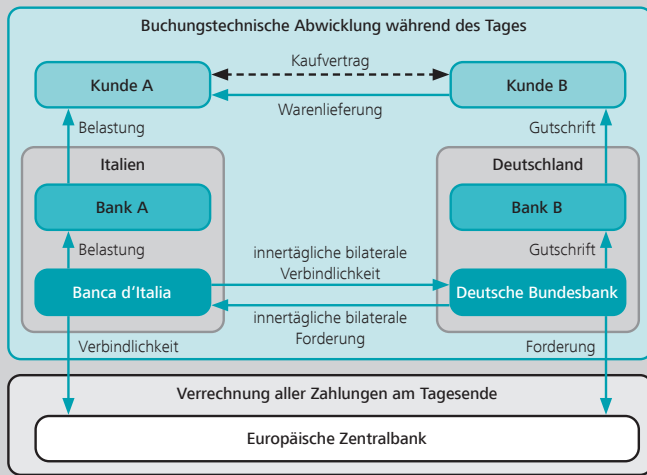 Buchungstechnische Abwicklung während des Tages
Kaufvertrag
Kunde A
Kunde B
Warenlieferung
Belastung
Gutschrift
Italien
Deutschland
Bank A
Bank B
Belastung
innertägliche bilaterale
Verbindlichkeit
Gutschrift
Banca d'Italia
Deutsche Bundesbank
innertägliche bilaterale
Forderung
Verbindlichkeit
Forderung
Verrechnung aller Zahlungen am Tagesende
Europäische Zentralbank